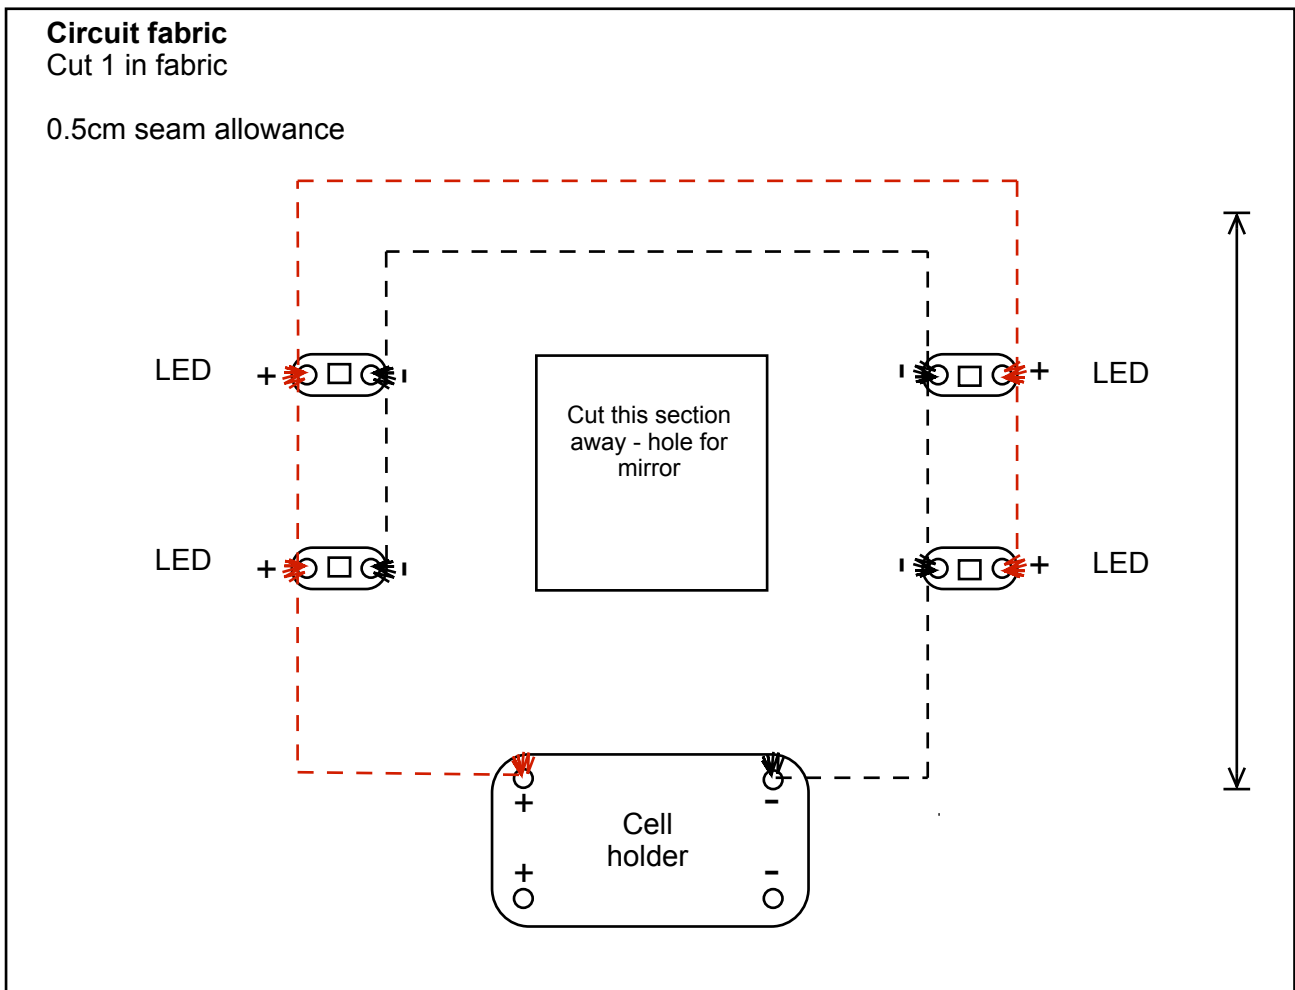 Circuit fabric
Cut 1 in fabric
0.5cm seam allowance
LED + - - + LED
Cut this section
away - hole for
mirror
LED + - - + LED
+ -
Cell
holder
+ -